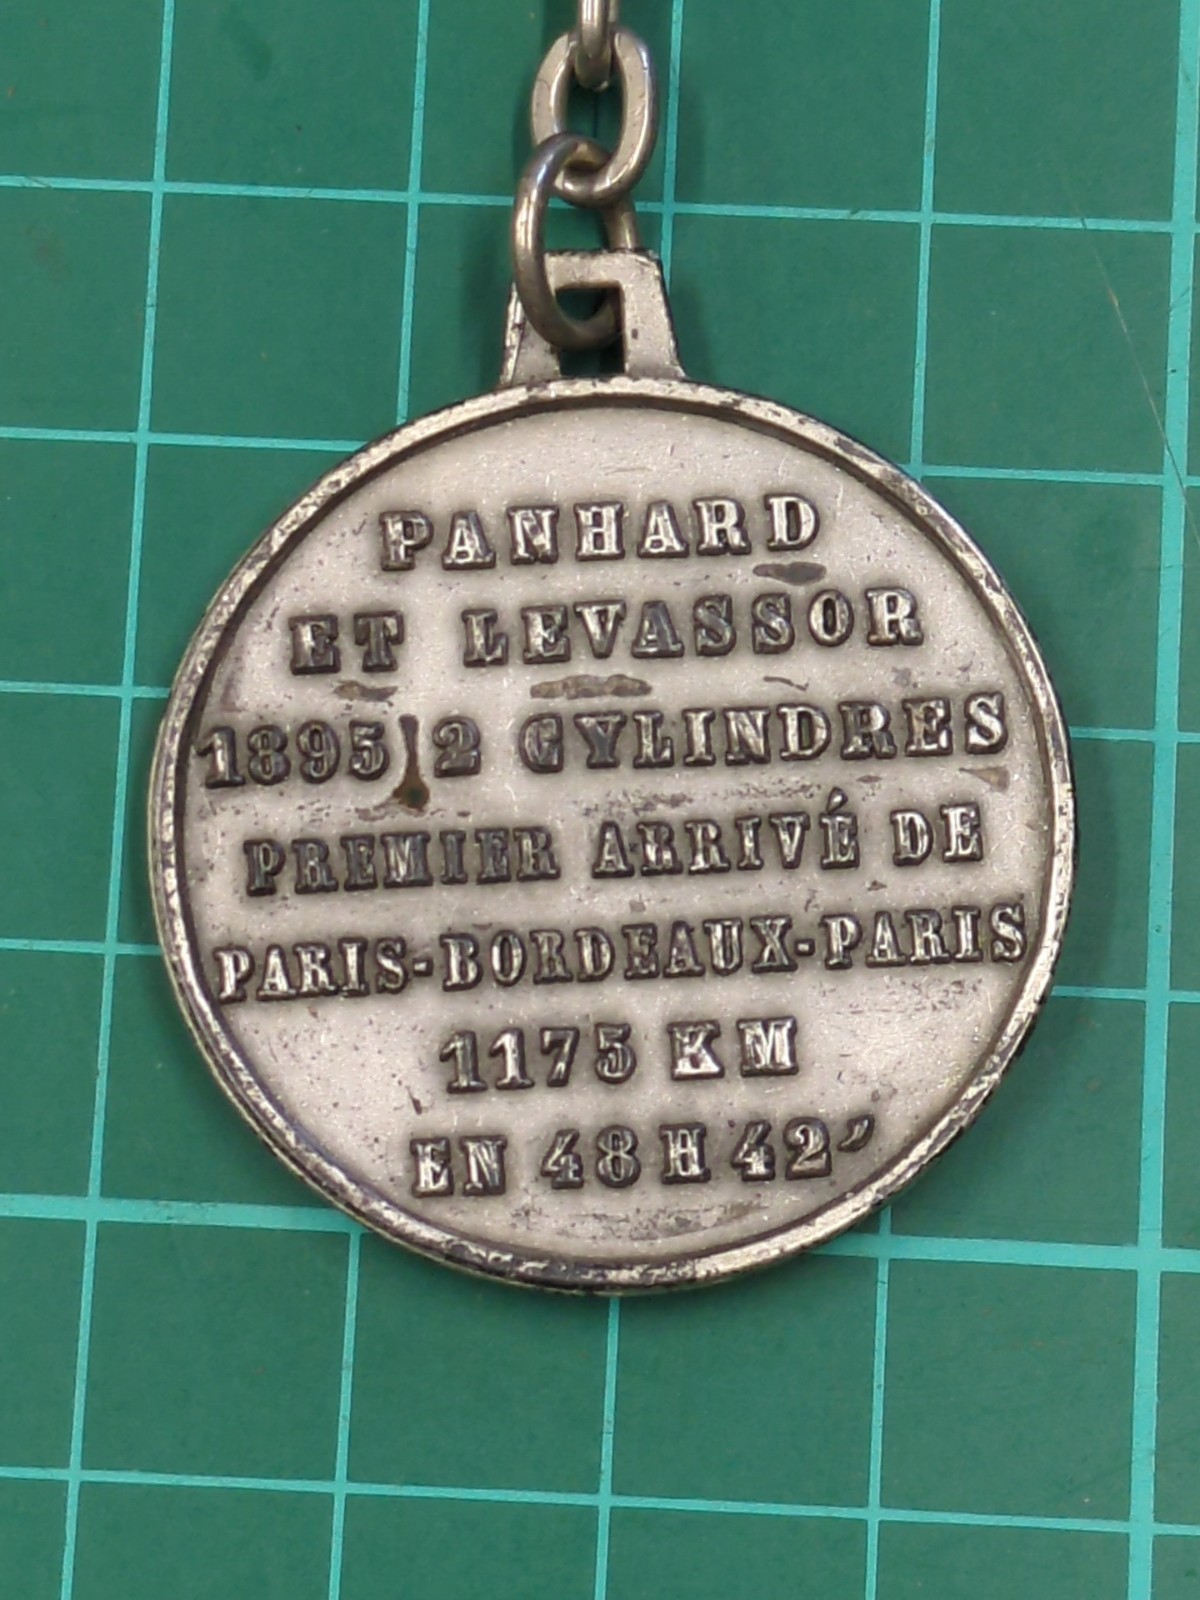 PANHARD
ET LEVASSOR
1895 2 CYLINDRES
PREMIER ARRIVÉ DE
PARIS-BORDEAUX-PARIS
1175 KM
EN 48 H 42'